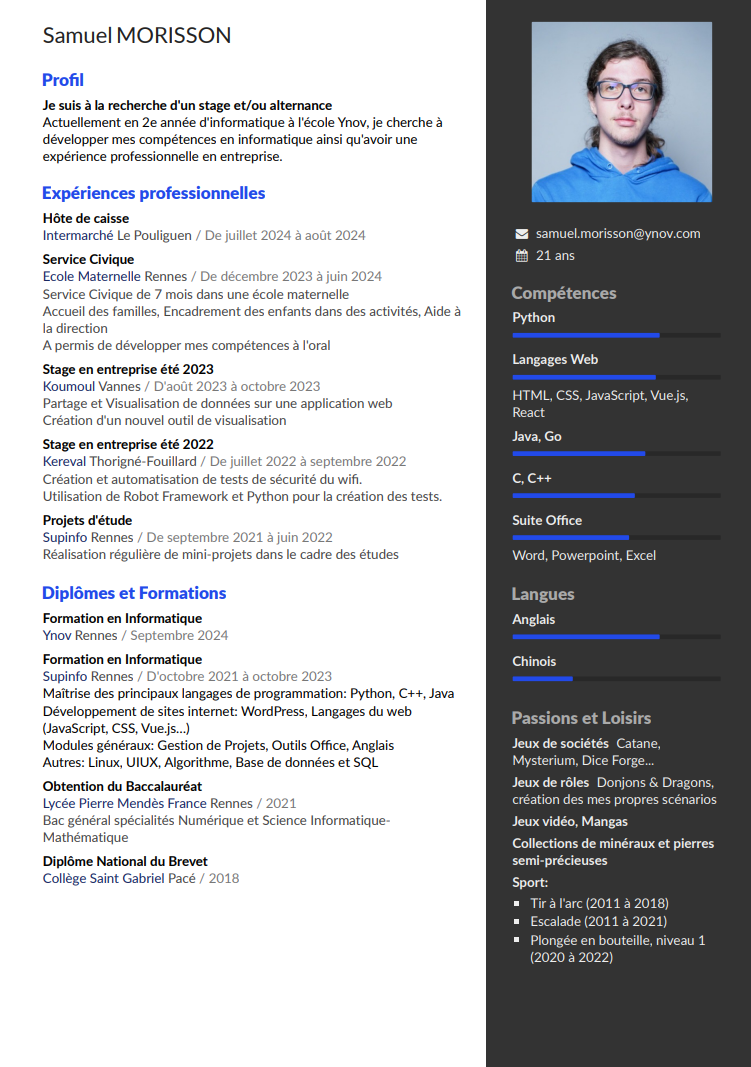 Samuel MORISSON
Profil
Je suis à la recherche d'un stage et/ou alternance
Actuellement en 2e année d'informatique à l'école Ynov, je cherche à
développer mes compétences en informatique ainsi qu'avoir une
expérience professionnelle en entreprise.
Expériences professionnelles
Hôte de caisse
Intermarché Le Pouliguen / De juillet 2024 à août 2024
Service Civique
Ecole Maternelle Rennes / De décembre 2023 à juin 2024
Service Civique de 7 mois dans une école maternelle
Accueil des familles, Encadrement des enfants dans des activités, Aide à
la direction
A permis de développer mes compétences à l'oral
Stage en entreprise été 2023
Koumoul Vannes / D'août 2023 à octobre 2023
Partage et Visualisation de données sur une application web
Création d'un nouvel outil de visualisation
Stage en entreprise été 2022
Kereval Thorigné-Fouillard / De juillet 2022 à septembre 2022
Création et automatisation de tests de sécurité du wifi.
Utilisation de Robot Framework et Python pour la création des tests.
Projets d'étude
Supinfo Rennes / De septembre 2021 à juin 2022
Réalisation régulière de mini-projets dans le cadre des études
Diplômes et Formations
Formation en Informatique
Ynov Rennes / Septembre 2024
Formation en Informatique
Supinfo Rennes / D'octobre 2021 à octobre 2023
Maîtrise des principaux langages de programmation: Python, C++, Java
Développement de sites internet: WordPress, Langages du web
(JavaScript, CSS, Vue.js...)
Modules généraux: Gestion de Projets, Outils Office, Anglais
Autres: Linux, UIUX, Algorithme, Base de données et SQL
Obtention du Baccalauréat
Lycée Pierre Mendès France Rennes / 2021
Bac général spécialités Numérique et Science Informatique-
Mathématique
Diplôme National du Brevet
Collège Saint Gabriel Pacé / 2018
samuel.morisson@ynov.com
21 ans
Compétences
Python
Langages Web
HTML, CSS, JavaScript, Vue.js,
React
Java, Go
C, C++
Suite Office
Word, Powerpoint, Excel
Langues
Anglais
Chinois
Passions et Loisirs
Jeux de sociétés Catane,
Mysterium, Dice Forge...
Jeux de rôles Donjons & Dragons,
création des mes propres scénarios
Jeux vidéo, Mangas
Collections de minéraux et pierres
semi-précieuses
Sport:
Tir à l'arc (2011 à 2018)
Escalade (2011 à 2021)
Plongée en bouteille, niveau 1
(2020 à 2022)